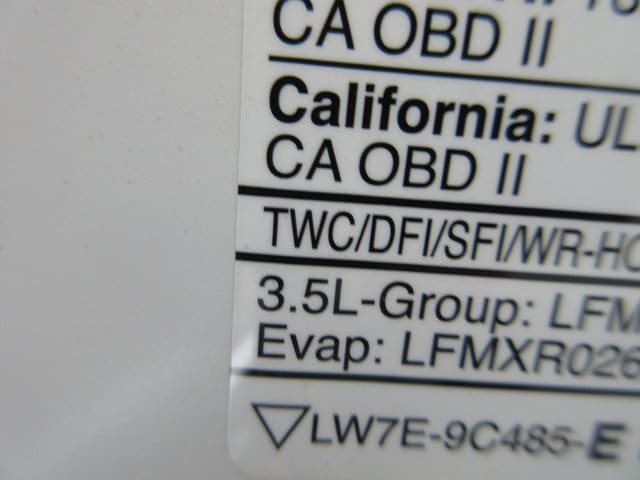 CA OBD II
California: UL
CA OBD II
TWC/DFI/SFI/WR-HO
3.5L-Group: LFM
Evap: LFMXR026
LW7E-9C485-E